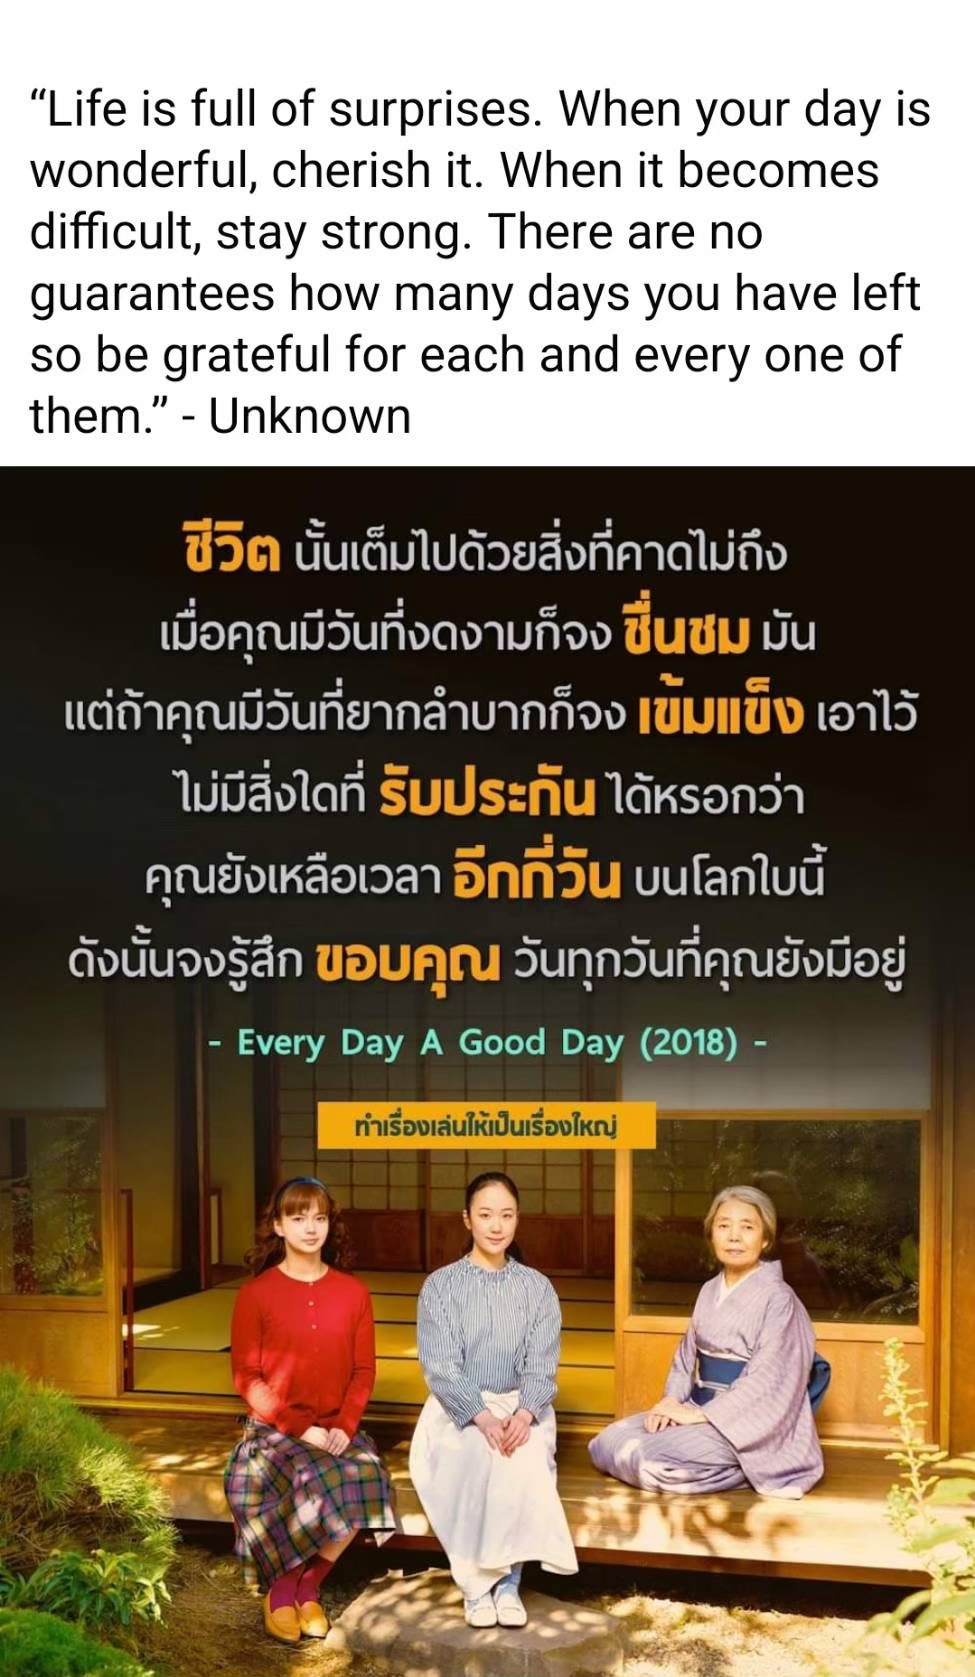 “Life is full of surprises. When your day is
wonderful, cherish it. When it becomes
difficult, stay strong. There are no
guarantees how many days you have left
so be grateful for each and every one of
them.” - Unknown
ชีวิต นั้นเต็มไปด้วยสิ่งที่คาดไม่ถึง
เมื่อคุณมีวันที่งดงามก็จง ชื่นชม มัน
แต่ถ้าคุณมีวันที่ยากลำบากก็จง เข้มแข็ง เอาไว้
ไม่มีสิ่งใดที่ รับประกัน ได้หรอกว่า
คุณยังเหลือเวลา อีกกี่วัน บนโลกใบนี้
ดังนั้นจงรู้สึก ขอบคุณ วันทุกวันที่คุณยังมีอยู่
- Every Day A Good Day (2018) -
ทำเรื่องเล่นให้เป็นเรื่องใหญ่